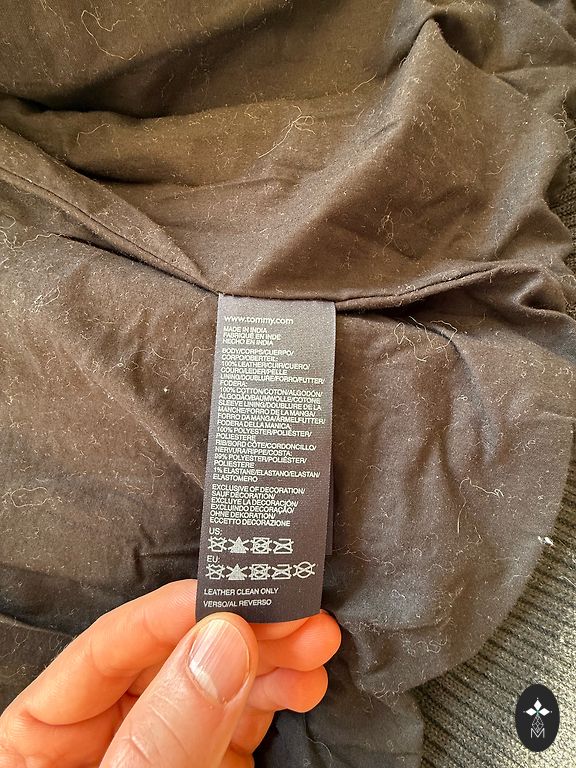 www.tommy.com
MADE IN INDIA
FABRIQUÉ EN INDE
HECHO EN INDIA
BODY/CORPS/CUERPO/
CORPO/OBERTEIL:
100% LEATHER/CUIR/CUERO/
COURO/LEDER/PELLE
LINING/DOUBLURE/FORRO/FUTTER/
FODERA:
100% COTTON/COTON/ALGODÓN/
ALGODÃO/BAUMWOLLE/COTONE
SLEEVE LINING/DOUBLURE DE LA
MANCHE/FORRO DE LA MANGA/
FORRO DA MANGA/ÄRMELFUTTER/
FODERA DELLA MANICA:
100% POLYESTER/POLIÉSTER/
POLIESTERE
RIB/BORD CÔTE/CORDONCILLO/
NERVURA/RIPPE/COSTA:
99% POLYESTER/POLIÉSTER/
POLIESTERE
1% ELASTANE/ELASTANO/ELASTAN/
ELASTOMERO
EXCLUSIVE OF DECORATION/
SAUF DECORATION/
EXCLUYE LA DECORACIÓN/
EXCLUINDO DECORAÇÃO/
OHNE DEKORATION/
ECCETTO DECORAZIONE
US:
EU:
LEATHER CLEAN ONLY
VERSO/AL REVERSO
M